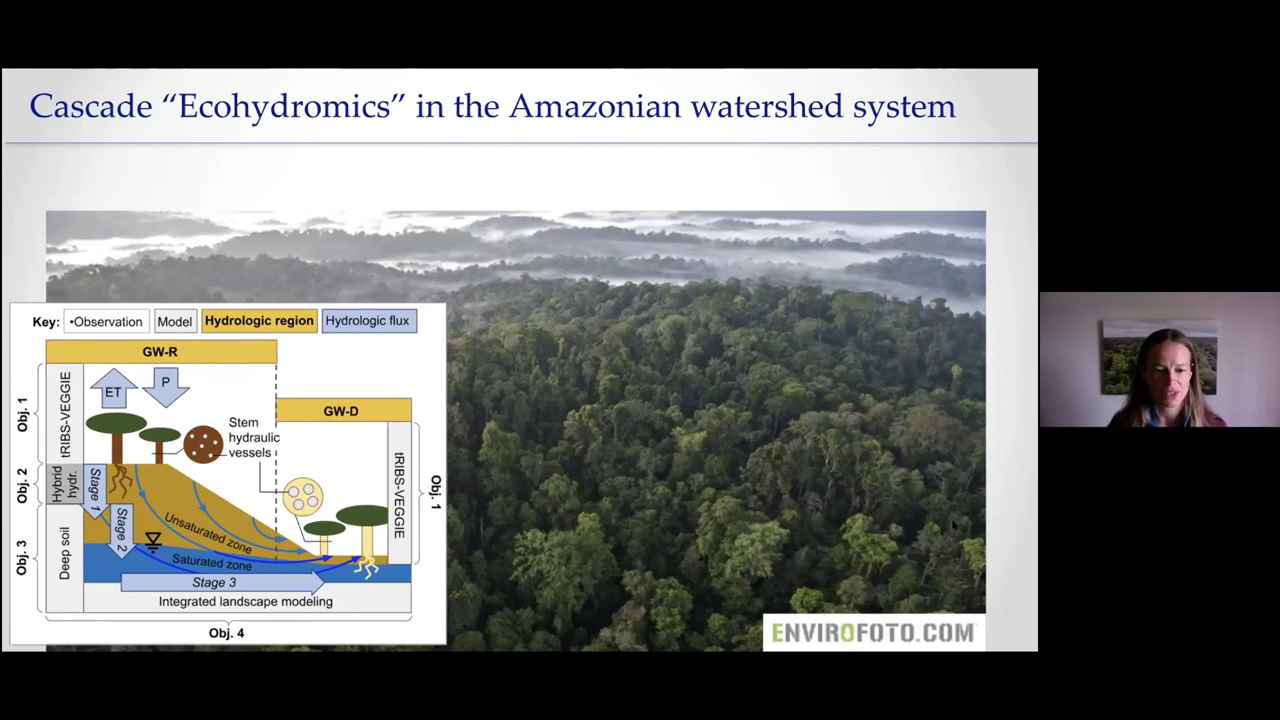 Cascade “Ecohydromics” in the Amazonian watershed system
Key: •Observation Model Hydrologic region Hydrologic flux
GW-R
ET
P
GW-D
Obj. 1
tRIBS-VEGGIE
Stem
hydraulic
vessels
Obj. 2
Hybrid
hydr.
Stage 1
Stage 2
Unsaturated zone
Saturated zone
tRIBS-VEGGIE
Obj. 1
Obj. 3
Deep soil
Stage 3
Integrated landscape modeling
Obj. 4
ENVIROFOTO.COM